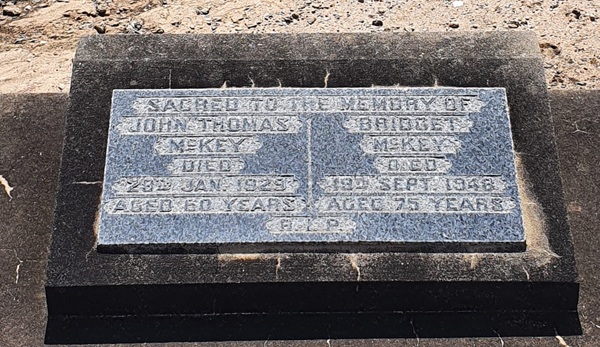 SACRED TO THE MEMORY OF
JOHN THOMAS
McKEY
DIED
29TH JAN. 1929
AGED 60 YEARS
BRIDGET
McKEY
DIED
19TH SEPT. 1948
AGED 75 YEARS
R.I.P.